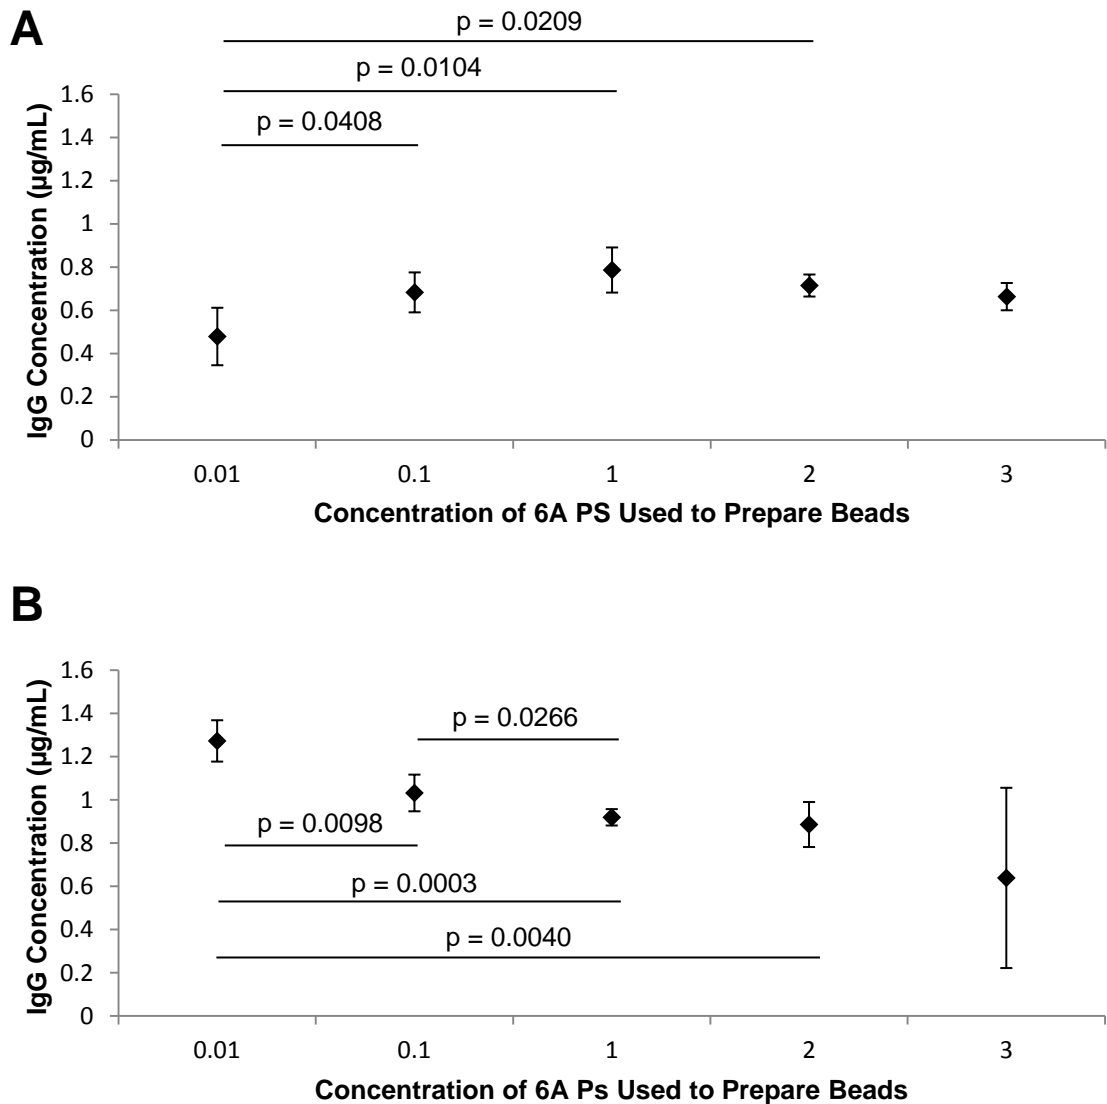 A
p = 0.0209
p = 0.0104
p = 0.0408
IgG Concentration (µg/mL)
1.6
1.4
1.2
1
0.8
0.6
0.4
0.2
0
0.01 0.1 1 2 3
Concentration of 6A PS Used to Prepare Beads
B
p = 0.0266
p = 0.0098
p = 0.0003
p = 0.0040
IgG Concentration (µg/mL)
1.6
1.4
1.2
1
0.8
0.6
0.4
0.2
0
0.01 0.1 1 2 3
Concentration of 6A Ps Used to Prepare Beads